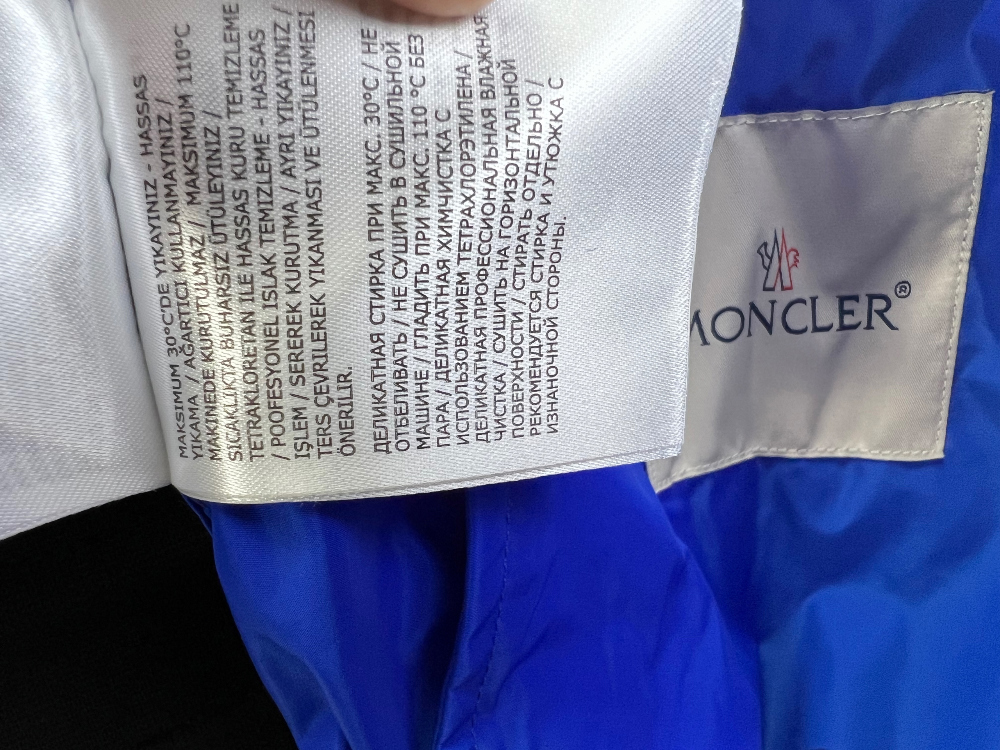 MAKSIMUM 30°C'DE YIKAYINIZ - HASSAS
YIKAMA / AĞARTICI KULLANMAYINIZ /
MAKINEDE KURUTULMAZ / MAKSIMUM 110°C
SICAKLIKTA BUHARSIZ ÜTÜLEYINIZ /
TETRAKLORETAN ILE HASSAS KURU TEMIZLEME
/ POOFESYONEL ISLAK TEMIZLEME - HASSAS
IŞLEM / SEREREK KURUTMA / AYRI YIKAYINIZ /
TERS ÇEVRILEREK YIKANMASI VE ÜTÜLENMESI
ÖNERILIR.
ДЕЛИКАТНАЯ СТИРКА ПРИ МАКС. 30°C / НЕ
ОТБЕЛИВАТЬ / НЕ СУШИТЬ В СУШИЛЬНОЙ
МАШИНЕ / ГЛАДИТЬ ПРИ МАКС. 110 °C БЕЗ
ПАРА / ДЕЛИКАТНАЯ ХИМЧИСТКА С
ИСПОЛЬЗОВАНИЕМ ТЕТРАХЛОРЭТИЛЕНА /
ДЕЛИКАТНАЯ ПРОФЕССИОНАЛЬНАЯ ВЛАЖНАЯ
ЧИСТКА / СУШИТЬ НА ГОРИЗОНТАЛЬНОЙ
ПОВЕРХНОСТИ / СТИРАТЬ ОТДЕЛЬНО /
РЕКОМЕНДУЕТСЯ СТИРКА И УТЮЖКА С
ИЗНАНОЧНОЙ СТОРОНЫ.
MONCLER®